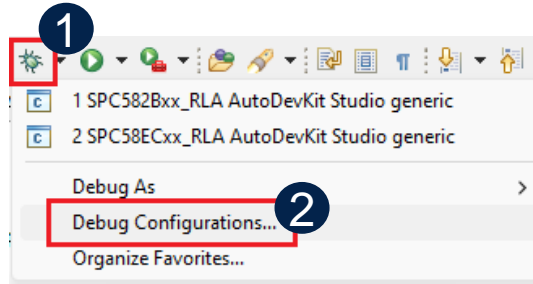 1
C 1 SPC582Bxx_RLA AutoDevKit Studio generic
C 2 SPC58ECxx_RLA AutoDevKit Studio generic
Debug As
2
Debug Configurations...
Organize Favorites...